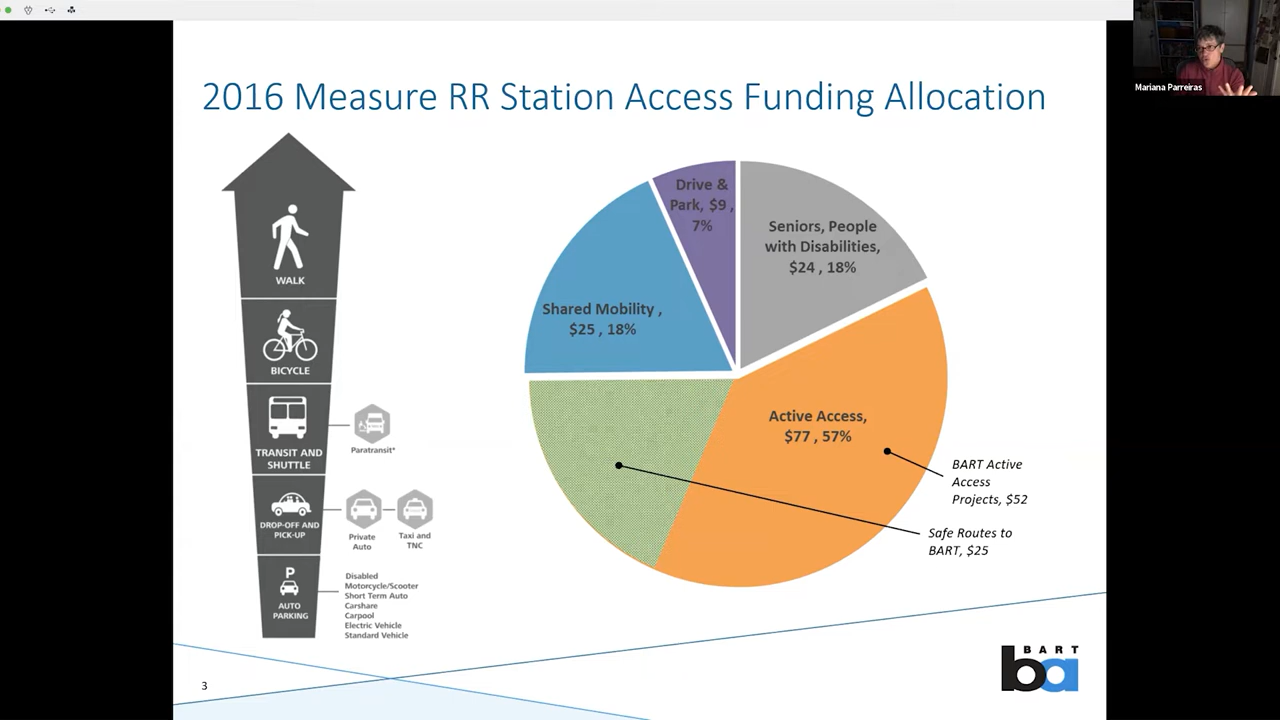 Mariana Parreiras
2016 Measure RR Station Access Funding Allocation
WALK
BICYCLE
TRANSIT AND
SHUTTLE
Paratransit*
DROP-OFF AND
PICK-UP
Private
Auto
Taxi and
TNC
P
AUTO
PARKING
Disabled
Motorcycle/Scooter
Short Term Auto
Carshare
Carpool
Electric Vehicle
Standard Vehicle
Drive &
Park, $9 ,
7%
Seniors, People
with Disabilities,
$24 , 18%
Shared Mobility ,
$25 , 18%
Active Access,
$77 , 57%
BART Active
Access
Projects, $52
Safe Routes to
BART, $25
3
BART
ba